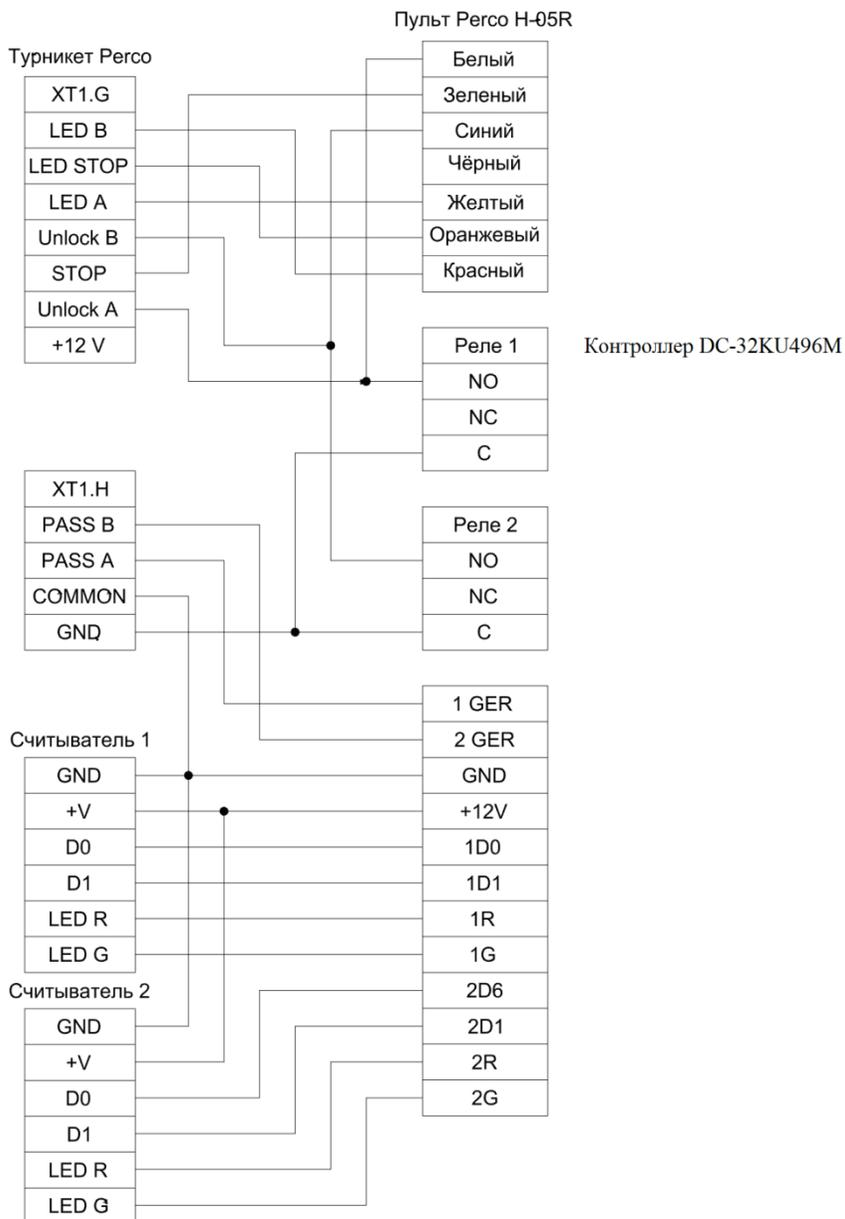 Пульт Perco H-05R
Белый
Зеленый
Синий
Чёрный
Желтый
Оранжевый
Красный
Турникет Perco
XT1.G
LED B
LED STOP
LED A
Unlock B
STOP
Unlock A
+12 V
Реле 1
NO
NC
C
Контроллер DC-32KU496M
XT1.H
PASS B
PASS A
COMMON
GND
Реле 2
NO
NC
C
1 GER
2 GER
GND
+12V
1D0
1D1
1R
1G
2D6
2D1
2R
2G
Считыватель 1
GND
+V
D0
D1
LED R
LED G
Считыватель 2
GND
+V
D0
D1
LED R
LED G